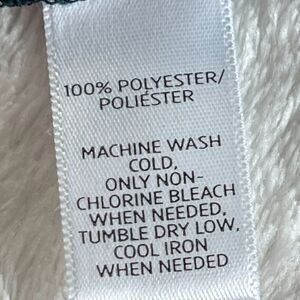 100% POLYESTER/
POLIÉSTER
MACHINE WASH
COLD,
ONLY NON-
CHLORINE BLEACH
WHEN NEEDED,
TUMBLE DRY LOW,
COOL IRON
WHEN NEEDED